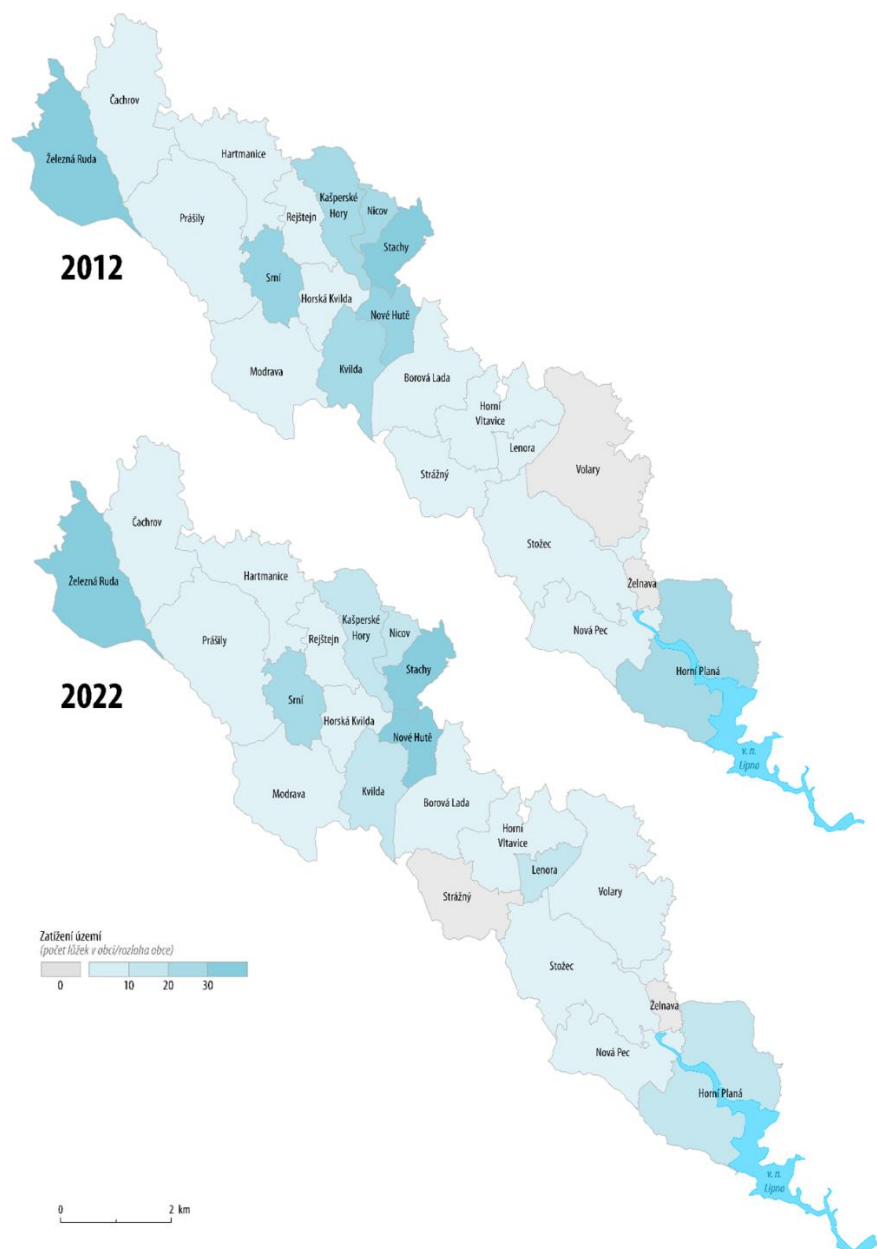 Čachrov
Železná Ruda
Hartmanice
Kašperské
Hory
Nicov
Prášily
Rejštejn
Stachy
2012
Srní
Horská Kvilda
Nové Hutě
Modrava
Kvilda
Borová Lada
Horní
Vltavice
Lenora
Strážný
Volary
Stožec
Želnava
Nová Pec
Horní Planá
v. n.
Lipno
Čachrov
Železná Ruda
Hartmanice
Kašperské
Hory
Nicov
Prášily
Rejštejn
Stachy
2022
Srní
Horská Kvilda
Nové Hutě
Modrava
Kvilda
Borová Lada
Horní
Vltavice
Lenora
Strážný
Volary
Zatížení území
(počet lůžek v obci/rozloha obce)
0 10 20 30
Stožec
Želnava
Nová Pec
Horní Planá
v. n.
Lipno
0 2 km